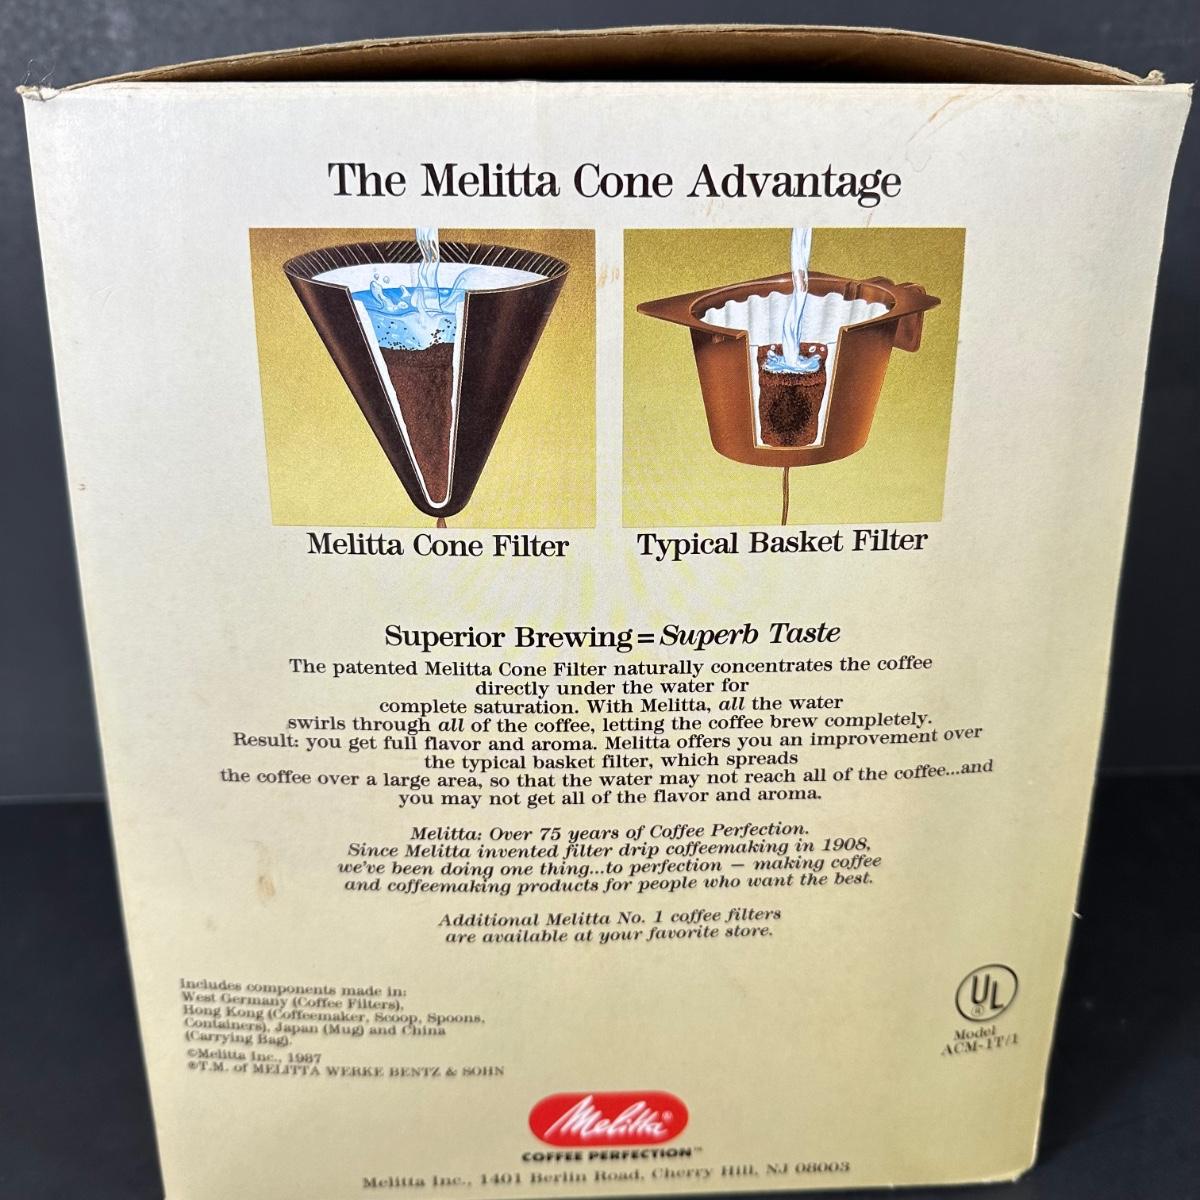 The Melitta Cone Advantage
Melitta Cone Filter
Typical Basket Filter
Superior Brewing=Superb Taste
The patented Melitta Cone Filter naturally concentrates the coffee
directly under the water for
complete saturation. With Melitta, all the water
swirls through all of the coffee, letting the coffee brew completely.
Result: you get full flavor and aroma. Melitta offers you an improvement over
the typical basket filter, which spreads
the coffee over a large area, so that the water may not reach all of the coffee...and
you may not get all of the flavor and aroma.
Melitta: Over 75 years of Coffee Perfection.
Since Melitta invented filter drip coffeemaking in 1908,
we've been doing one thing...to perfection — making coffee
and coffeemaking products for people who want the best.
Additional Melitta No. 1 coffee filters
are available at your favorite store.
Includes components made in:
West Germany (Coffee Filters),
Hong Kong (Coffeemaker, Scoop, Spoons,
Containers), Japan (Mug) and China
(Carrying Bag).
©Melitta Inc., 1987
®T.M. of MELITTA WERKE BENTZ & SOHN
UL®
Model
ACM-1T/1
Melitta®
COFFEE PERFECTION™
Melitta Inc., 1401 Berlin Road, Cherry Hill, NJ 08003